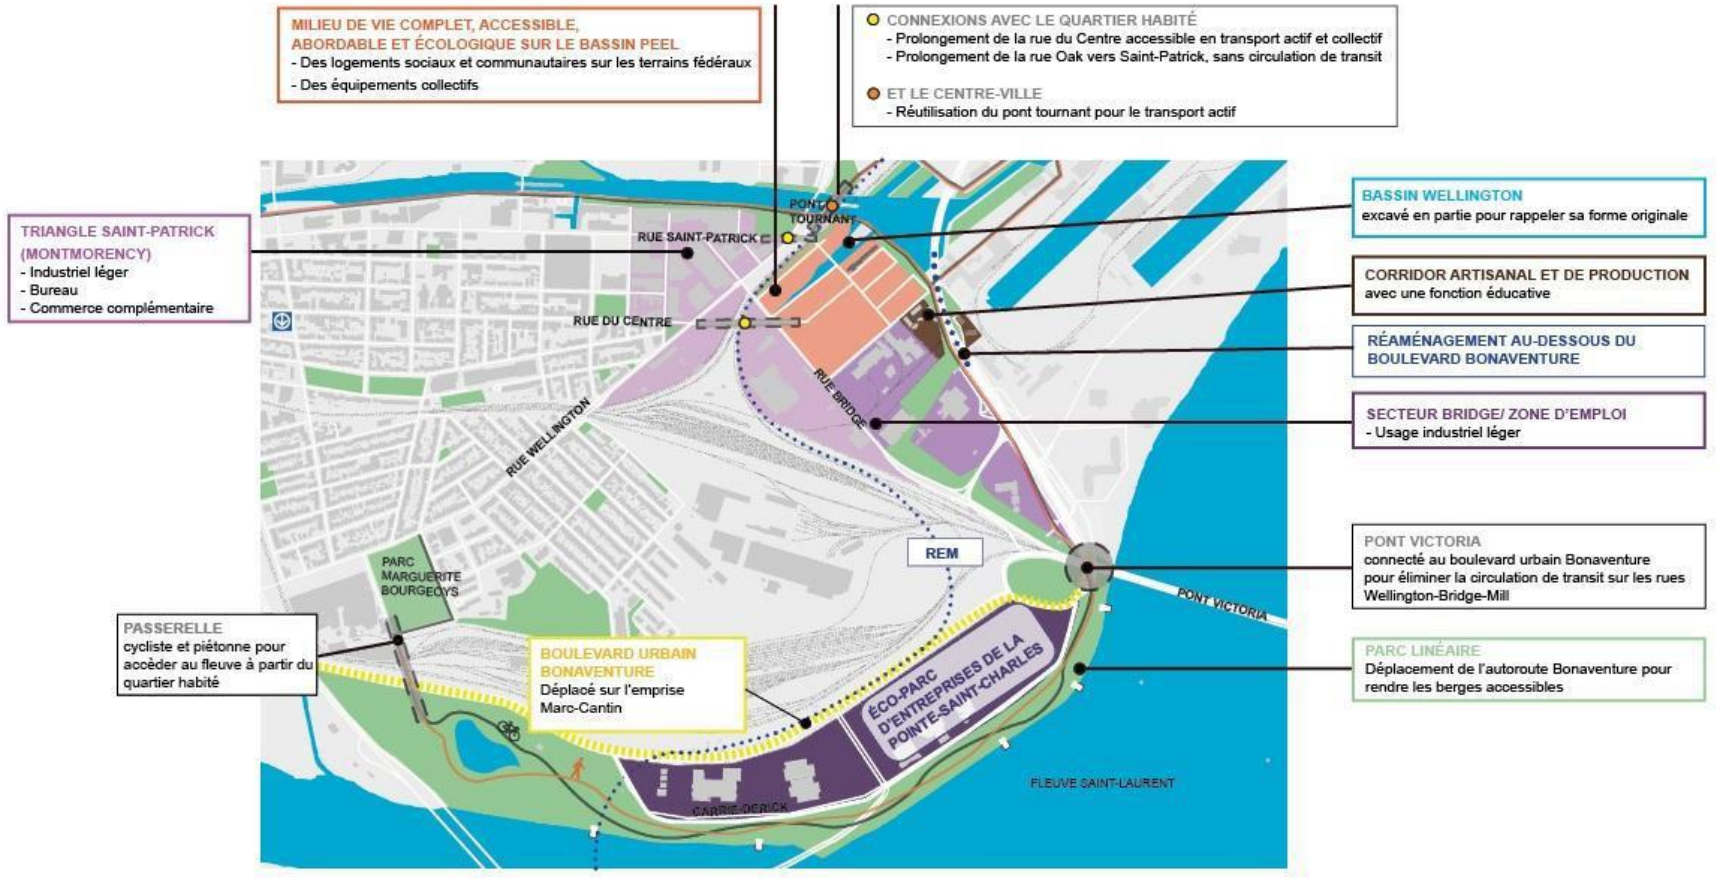 MILIEU DE VIE COMPLET, ACCESSIBLE,
ABORDABLE ET ÉCOLOGIQUE SUR LE BASSIN PEEL
- Des logements sociaux et communautaires sur les terrains fédéraux
- Des équipements collectifs
CONNEXIONS AVEC LE QUARTIER HABITÉ
- Prolongement de la rue du Centre accessible en transport actif et collectif
- Prolongement de la rue Oak vers Saint-Patrick, sans circulation de transit
ET LE CENTRE-VILLE
- Réutilisation du pont tournant pour le transport actif
TRIANGLE SAINT-PATRICK
(MONTMORENCY)
- Industriel léger
- Bureau
- Commerce complémentaire
BASSIN WELLINGTON
excavé en partie pour rappeler sa forme originale
CORRIDOR ARTISANAL ET DE PRODUCTION
avec une fonction éducative
RÉAMÉNAGEMENT AU-DESSOUS DU
BOULEVARD BONAVENTURE
SECTEUR BRIDGE/ ZONE D'EMPLOI
- Usage industriel léger
PONT VICTORIA
connecté au boulevard urbain Bonaventure
pour éliminer la circulation de transit sur les rues
Wellington-Bridge-Mill
PARC LINÉAIRE
Déplacement de l'autoroute Bonaventure pour
rendre les berges accessibles
PASSERELLE
cycliste et piétonne pour
accèder au fleuve à partir du
quartier habité
BOULEVARD URBAIN
BONAVENTURE
Déplacé sur l'emprise
Marc-Cantin
PONT
TOURNANT
RUE SAINT-PATRICK
RUE DU CENTRE
RUE WELLINGTON
RUE BRIDGE
REM
PARC
MARGUERITE
BOURGEOYS
PONT VICTORIA
ÉCO-PARC
D'ENTREPRISES DE LA
POINTE-SAINT-CHARLES
CARRIE-DERICK
FLEUVE SAINT-LAURENT